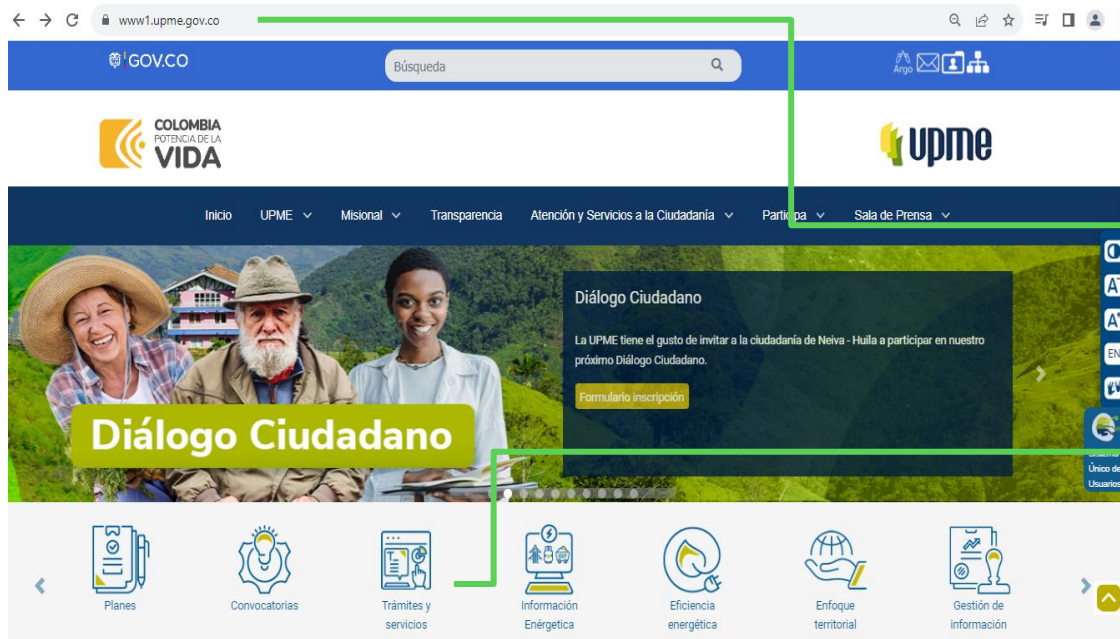 www1.upme.gov.co
GOV.CO
Búsqueda
Argo
COLOMBIA
POTENCIA DE LA
VIDA
upme
Inicio UPME Misional Transparencia Atención y Servicios a la Ciudadanía Participa Sala de Prensa
Diálogo Ciudadano
La UPME tiene el gusto de invitar a la ciudadanía de Neiva - Huila a participar en nuestro
próximo Diálogo Ciudadano.
Formulario inscripción
Diálogo Ciudadano
A
A
EN
Único de
Usuarios
Planes
Convocatorias
Trámites y
servicios
Información
Enérgetica
Eficiencia
energética
Enfoque
territorial
Gestión de
información